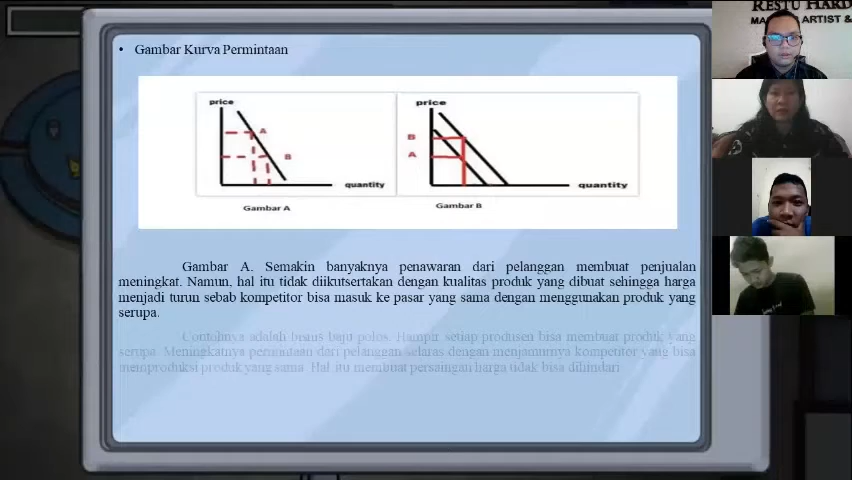 • Gambar Kurva Permintaan
price
A
B
quantity
Gambar A
price
B
A
quantity
Gambar B
Gambar A. Semakin banyaknya penawaran dari pelanggan membuat penjualan
meningkat. Namun, hal itu tidak diikutsertakan dengan kualitas produk yang dibuat sehingga harga
menjadi turun sebab kompetitor bisa masuk ke pasar yang sama dengan menggunakan produk yang
serupa.
Contohnya adalah bisnis baju polos. Hampir setiap produsen bisa membuat produk yang
serupa. Meningkatnya permintaan dari pelanggan selaras dengan menjamurnya kompetitor yang bisa
memproduksi produk yang sama. Hal itu membuat persaingan harga tidak bisa dihindari
RESTU HARD
ARTIST &